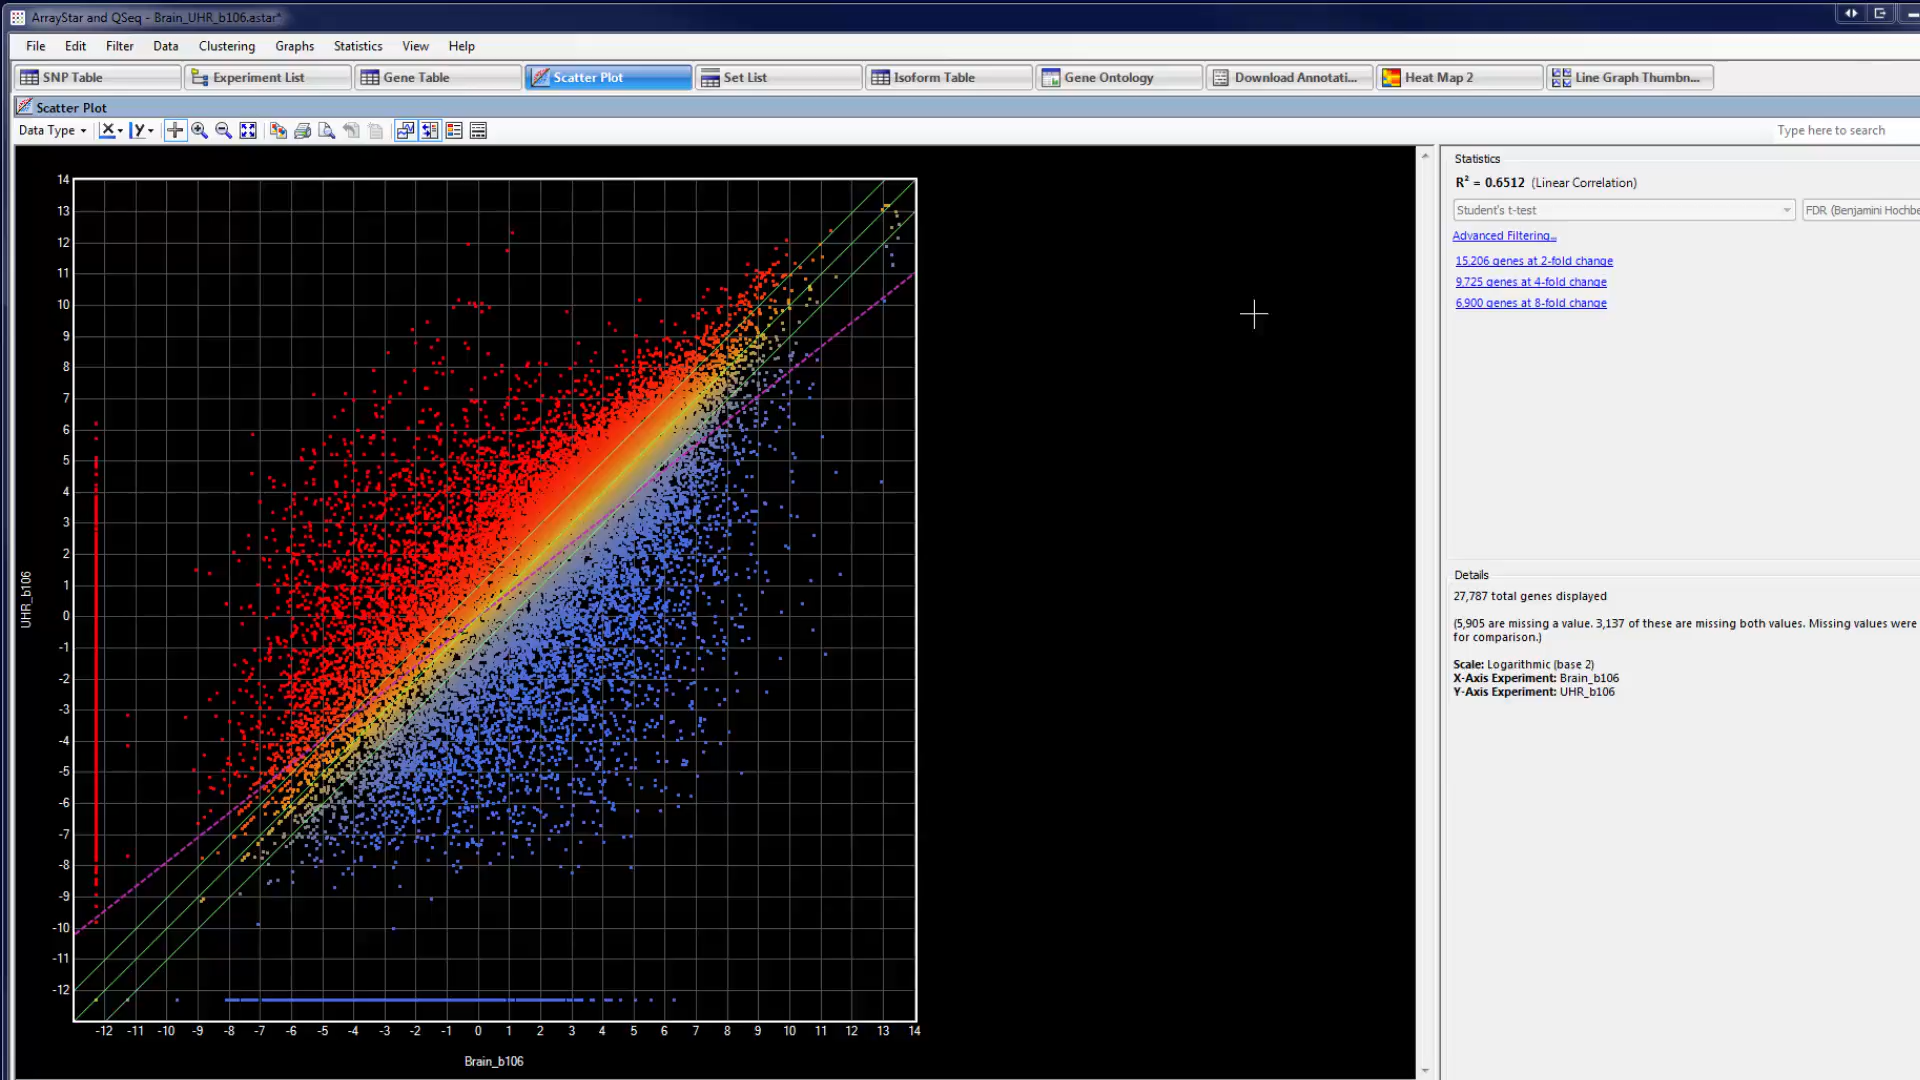 ArrayStar and QSeq - Brain_UHR_b106.astar*
File Edit Filter Data Clustering Graphs Statistics View Help
SNP Table Experiment List Gene Table Scatter Plot Set List Isoform Table Gene Ontology Download Annotati... Heat Map 2 Line Graph Thumbn...
Scatter Plot
Data Type X Y Type here to search
Statistics
R² = 0.6512 (Linear Correlation)
Student's t-test FDR (Benjamini Hochbe
Advanced Filtering...
15,206 genes at 2-fold change
9,725 genes at 4-fold change
6,900 genes at 8-fold change
Details
27,787 total genes displayed
(5,905 are missing a value. 3,137 of these are missing both values. Missing values were
for comparison.)
Scale: Logarithmic (base 2)
X-Axis Experiment: Brain_b106
Y-Axis Experiment: UHR_b106
14
13
12
11
10
9
8
7
6
5
4
3
2
1
0
-1
-2
-3
-4
-5
-6
-7
-8
-9
-10
-11
-12
UHR_b106
-12 -11 -10 -9 -8 -7 -6 -5 -4 -3 -2 -1 0 1 2 3 4 5 6 7 8 9 10 11 12 13 14
Brain_b106